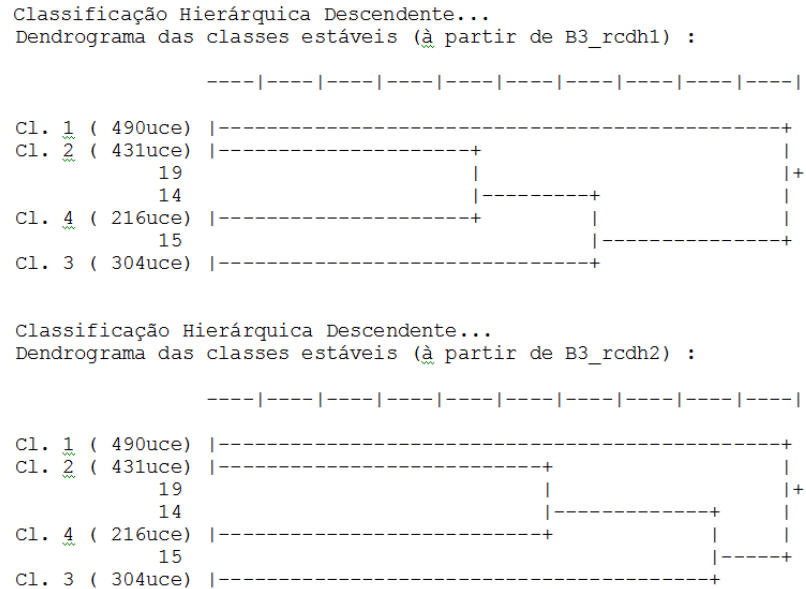 Classificação Hierárquica Descendente...
Dendrograma das classes estáveis (à partir de B3_rcdh1) :
----|----|----|----|----|----|----|----|----|----|
Cl. 1 ( 490uce) |-----------------------------------------------+
Cl. 2 ( 431uce) |---------------------+ |
19 | |+
14 |---------+ |
Cl. 4 ( 216uce) |---------------------+ | |
15 |---------------+
Cl. 3 ( 304uce) |-------------------------------+
Classificação Hierárquica Descendente...
Dendrograma das classes estáveis (à partir de B3_rcdh2) :
----|----|----|----|----|----|----|----|----|----|
Cl. 1 ( 490uce) |-----------------------------------------------+
Cl. 2 ( 431uce) |---------------------------+ |
19 | |+
14 |-------------+ |
Cl. 4 ( 216uce) |---------------------------+ | |
15 |-----+
Cl. 3 ( 304uce) |-----------------------------------------+